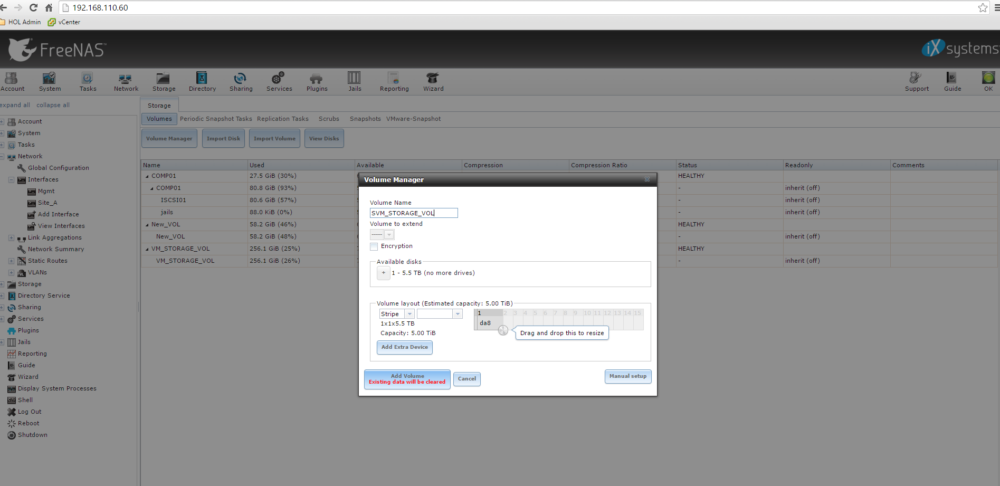 192.168.110.60
HOL Admin vCenter
FreeNAS™ iX systems
Account System Tasks Network Storage Directory Sharing Services Plugins Jails Reporting Wizard Support Guide OK
expand all collapse all
Account
System
Tasks
Network
Global Configuration
Interfaces
Mgmt
Site_A
Add Interface
View Interfaces
Link Aggregations
Network Summary
Static Routes
VLANs
Storage
Directory Service
Sharing
Services
Plugins
Jails
Reporting
Guide
Wizard
Display System Processes
Shell
Log Out
Reboot
Shutdown
Storage
Volumes Periodic Snapshot Tasks Replication Tasks Scrubs Snapshots VMware-Snapshot
Volume Manager Import Disk Import Volume View Disks
Name Used Available Compression Compression Ratio Status Readonly Comments
COMP01 27.5 GiB (30%) HEALTHY
COMP01 80.8 GiB (93%) - inherit (off)
ISCSI01 80.6 GiB (57%) - inherit (off)
jails 88.0 KiB (0%) - inherit (off)
New_VOL 58.2 GiB (46%) HEALTHY
New_VOL 58.2 GiB (48%) - inherit (off)
VM_STORAGE_VOL 256.1 GiB (25%) HEALTHY
VM_STORAGE_VOL 256.1 GiB (26%) - inherit (off)
Volume Manager
Volume Name
SVM_STORAGE_VOL
Volume to extend
-----
Encryption
Available disks
+ 1 - 5.5 TB (no more drives)
Volume layout (Estimated capacity: 5.00 TiB)
Stripe
1x1x5.5 TB
Capacity: 5.00 TiB
1 2 3 4 5 6 7 8 9 10 11 12 13 14 15
da8
Drag and drop this to resize
Add Extra Device
Add Volume
Existing data will be cleared
Cancel
Manual setup